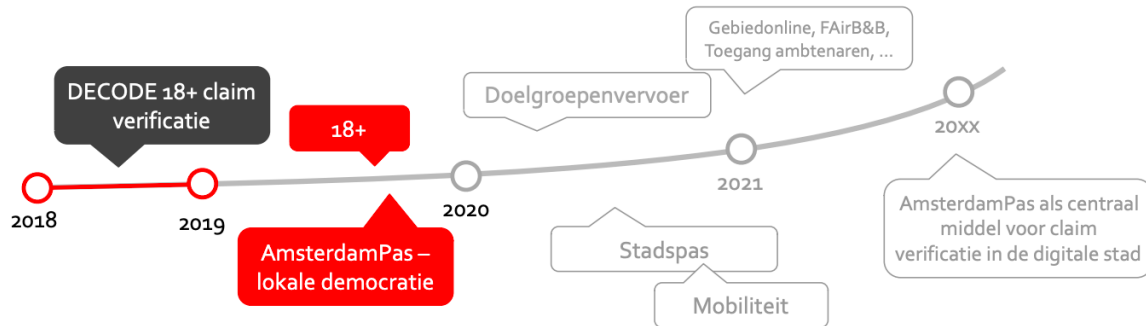 Gebiedonline, FAirB&B,
Toegang ambtenaren, ...
DECODE 18+ claim
verificatie
Doelgroepenvervoer
18+
20XX
2021
2018
2019
2020
AmsterdamPas –
lokale democratie
Stadspas
Mobiliteit
AmsterdamPas als centraal
middel voor claim
verificatie in de digitale stad